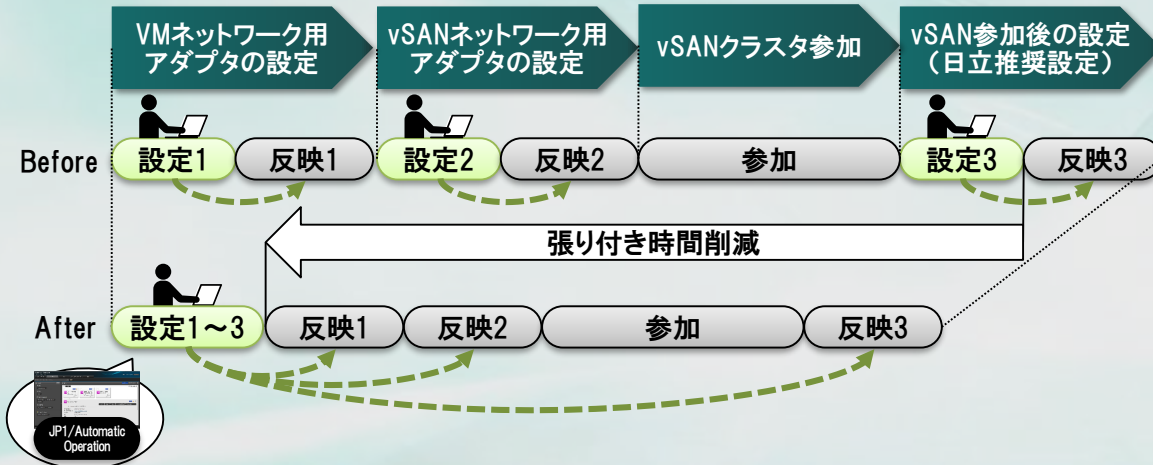 VMネットワーク用
アダプタの設定
vSANネットワーク用
アダプタの設定
vSANクラスタ参加
vSAN参加後の設定
（日立推奨設定）
Before
設定1
反映1
設定2
反映2
参加
設定3
反映3
張り付き時間削減
After
設定1～3
反映1
反映2
参加
反映3
JP1/Automatic
Operation